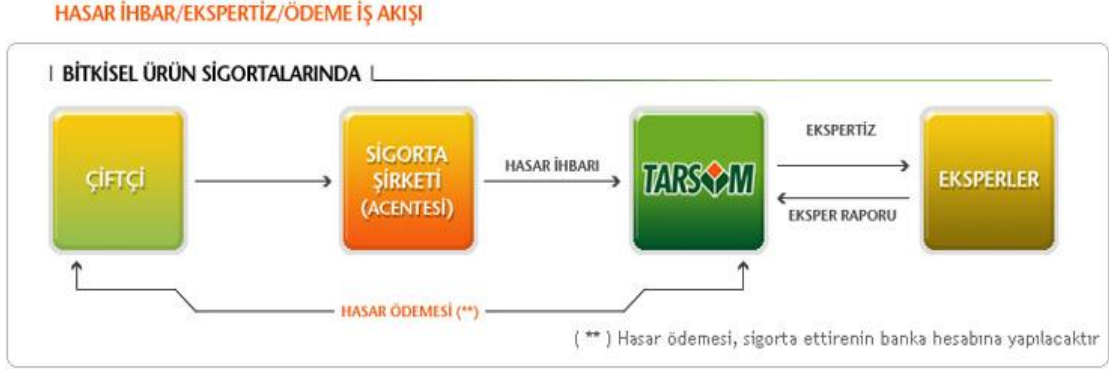 HASAR İHBAR/EKSPERTİZ/ÖDEME İŞ AKIŞI
BİTKİSEL ÜRÜN SİGORTALARINDA
ÇİFTÇİ
SİGORTA
ŞİRKETİ
(ACENTESİ)
HASAR İHBARI
TARSİM
EKSPERTİZ
EKSPER RAPORU
EKSPERLER
HASAR ÖDEMESİ (**)
( ** ) Hasar ödemesi, sigorta ettirenin banka hesabına yapılacaktır